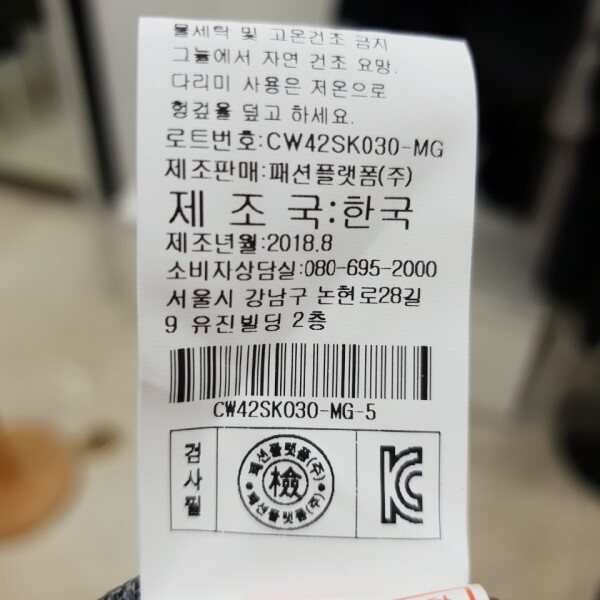 물세탁 및 고온건조 금지
그늘에서 자연 건조 요망.
다리미 사용은 저온으로
헝겊을 덮고 하세요.
로트번호:CW42SK030-MG
제조판매:패션플랫폼(주)
제 조 국:한국
제조년월:2018.8
소비자상담실:080-695-2000
서울시 강남구 논현로28길
9 유진빌딩 2층
CW42SK030-MG-5
검사필
패션플랫폼(주)
檢
패션플랫폼(주)
KC